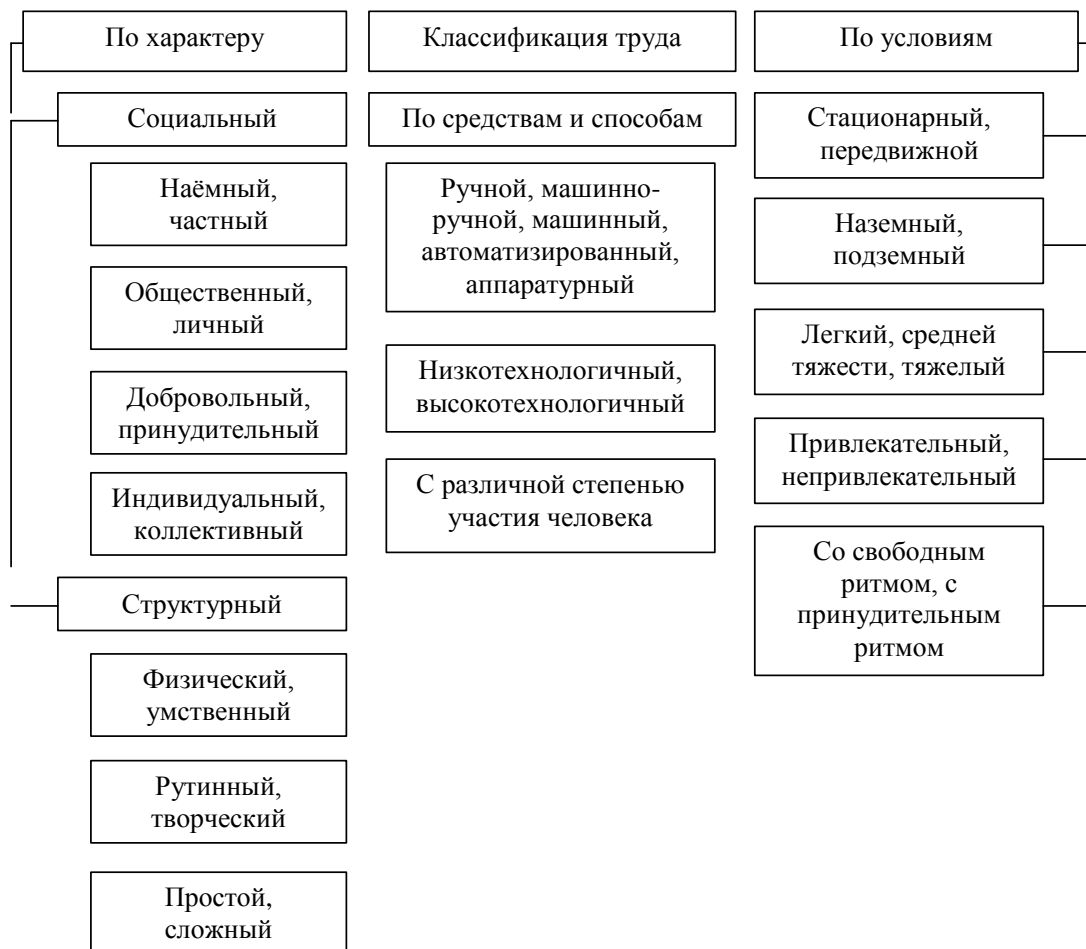 По характеру
Социальный
Наёмный,
частный
Общественный,
личный
Добровольный,
принудительный
Индивидуальный,
коллективный
Структурный
Физический,
умственный
Рутинный,
творческий
Простой,
сложный
Классификация труда
По средствам и способам
Ручной, машинно-
ручной, машинный,
автоматизированный,
аппаратурный
Низкотехнологичный,
высокотехнологичный
С различной степенью
участия человека
По условиям
Стационарный,
передвижной
Наземный,
подземный
Легкий, средней
тяжести, тяжелый
Привлекательный,
непривлекательный
Со свободным
ритмом, с
принудительным
ритмом